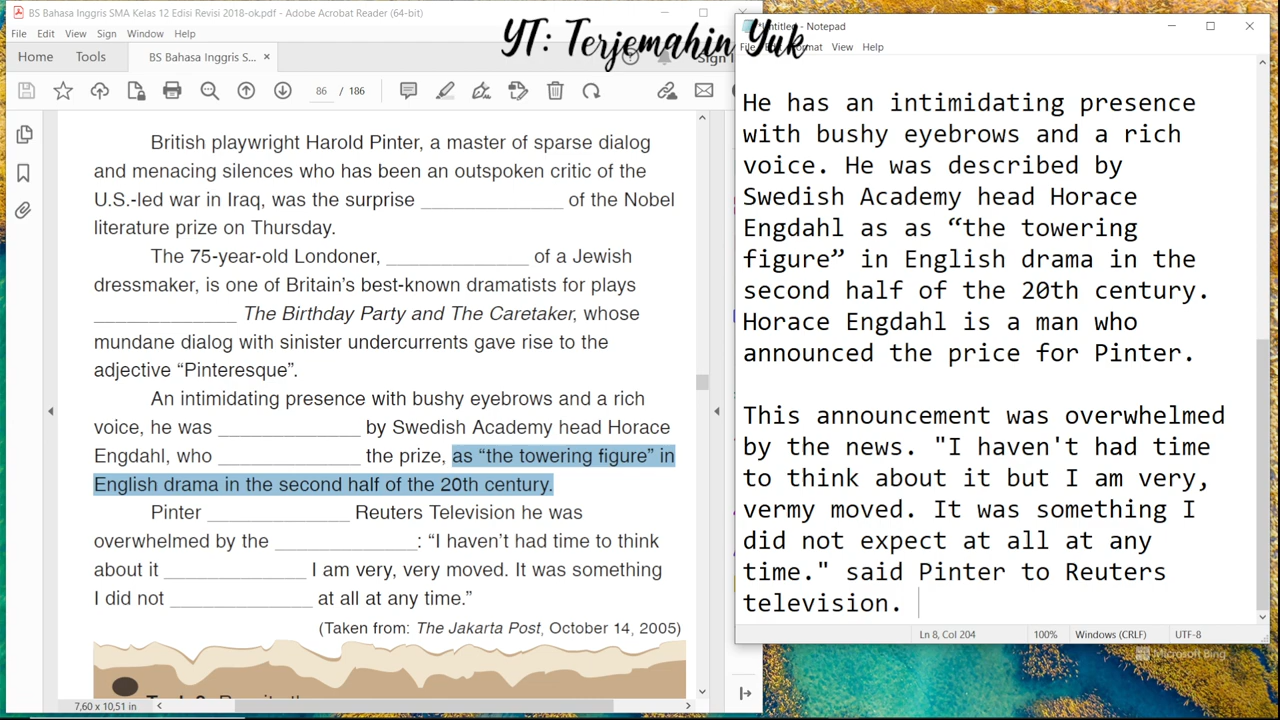 BS Bahasa Inggris SMA Kelas 12 Edisi Revisi 2018-ok.pdf - Adobe Acrobat Reader (64-bit)
File Edit View Sign Window Help
YT: Terjemahin Yuk
Home Tools BS Bahasa Inggris S... × Sign
86 / 186
British playwright Harold Pinter, a master of sparse dialog
and menacing silences who has been an outspoken critic of the
U.S.-led war in Iraq, was the surprise _____________ of the Nobel
literature prize on Thursday.
The 75-year-old Londoner, _____________ of a Jewish
dressmaker, is one of Britain's best-known dramatists for plays
_____________ The Birthday Party and The Caretaker, whose
mundane dialog with sinister undercurrents gave rise to the
adjective “Pinteresque”.
An intimidating presence with bushy eyebrows and a rich
voice, he was _____________ by Swedish Academy head Horace
Engdahl, who _____________ the prize, as “the towering figure” in
English drama in the second half of the 20th century.
Pinter _____________ Reuters Television he was
overwhelmed by the _____________: “I haven't had time to think
about it _____________ I am very, very moved. It was something
I did not _____________ at all at any time.”
(Taken from: The Jakarta Post, October 14, 2005)
7,60 x 10,51 in
*Untitled - Notepad
File Edit Format View Help
He has an intimidating presence
with bushy eyebrows and a rich
voice. He was described by
Swedish Academy head Horace
Engdahl as as “the towering
figure” in English drama in the
second half of the 20th century.
Horace Engdahl is a man who
announced the price for Pinter.
This announcement was overwhelmed
by the news. "I haven't had time
to think about it but I am very,
vermy moved. It was something I
did not expect at all at any
time." said Pinter to Reuters
television.
Ln 8, Col 204 100% Windows (CRLF) UTF-8
Microsoft Bing